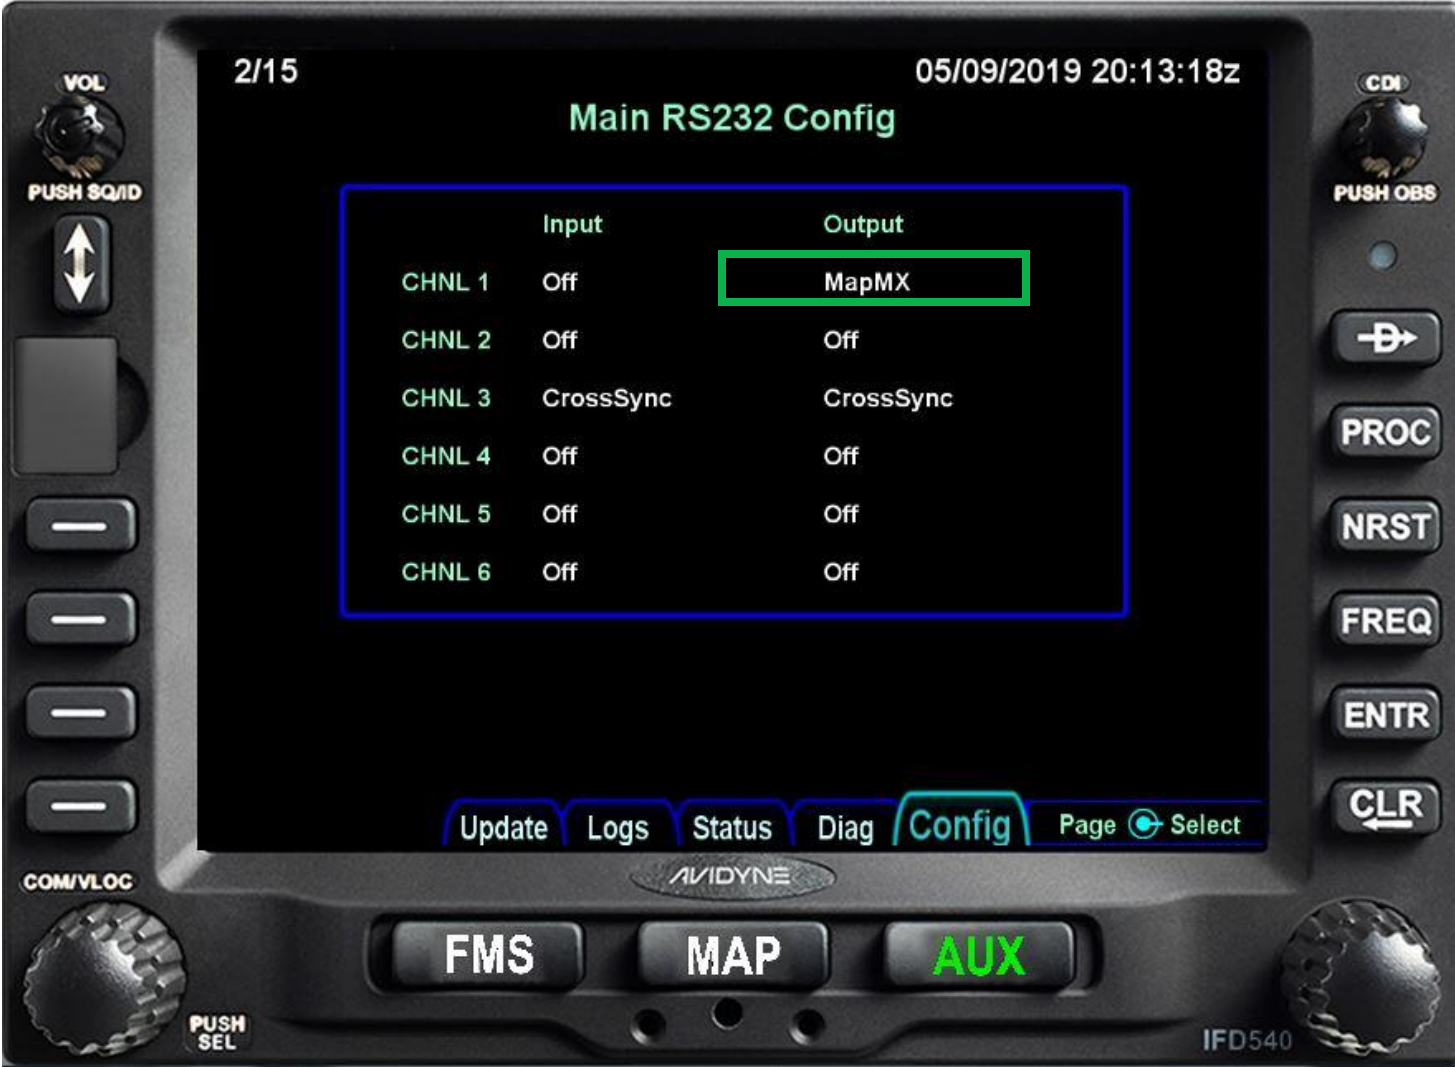 2/15
05/09/2019 20:13:18z
Main RS232 Config
Input Output
CHNL 1 Off MapMX
CHNL 2 Off Off
CHNL 3 CrossSync CrossSync
CHNL 4 Off Off
CHNL 5 Off Off
CHNL 6 Off Off
Update Logs Status Diag Config Page Select
VOL
PUSH SQ/ID
CDI
PUSH OBS
D
PROC
NRST
FREQ
ENTR
CLR
AVIDYNE
COM/VLOC
PUSH
SEL
FMS MAP AUX
IFD540